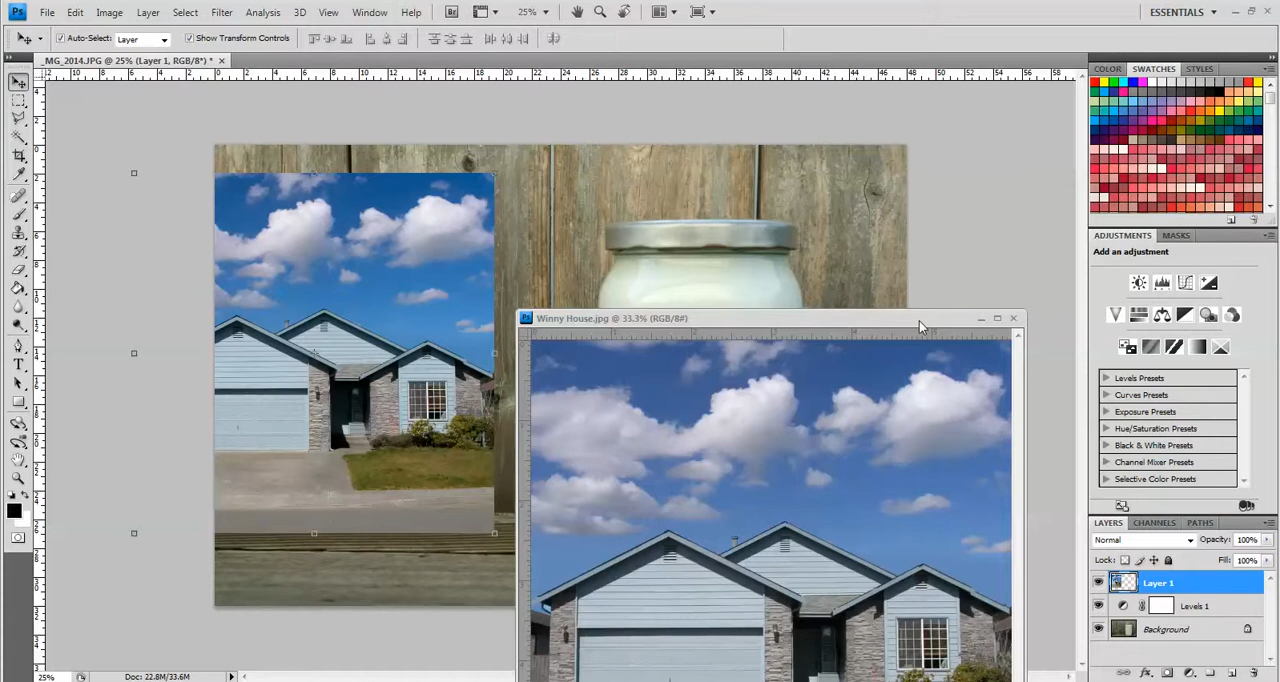 Ps File Edit Image Layer Select Filter Analysis 3D View Window Help Br 25% ESSENTIALS
Auto-Select: Layer Show Transform Controls
_MG_2014.JPG @ 25% (Layer 1, RGB/8*) *
COLOR SWATCHES STYLES
ADJUSTMENTS MASKS
Add an adjustment
Ps Winny House.jpg @ 33.3% (RGB/8#)
Levels Presets
Curves Presets
Exposure Presets
Hue/Saturation Presets
Black & White Presets
Channel Mixer Presets
Selective Color Presets
LAYERS CHANNELS PATHS
Normal Opacity: 100%
Lock: Fill: 100%
Layer 1
Levels 1
Background
25% Doc: 22.8M/33.6M